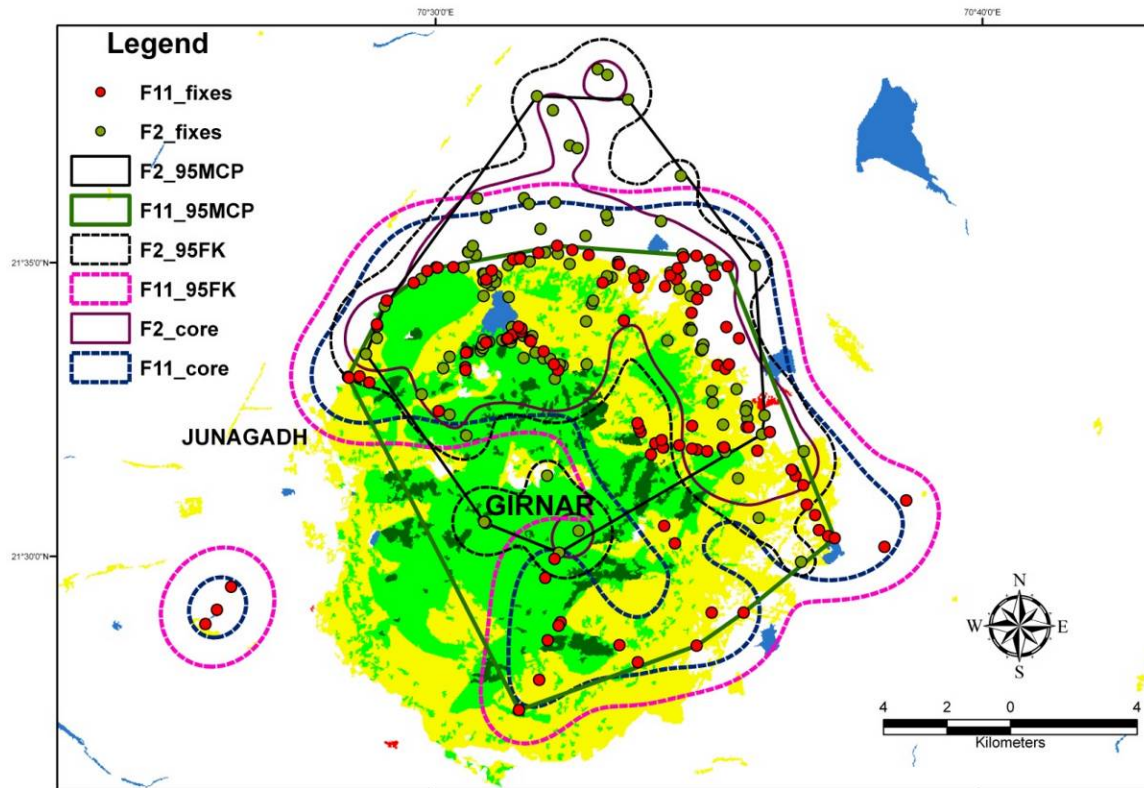 70°30'0"E
70°40'0"E
Legend
F11_fixes
F2_fixes
F2_95MCP
F11_95MCP
F2_95FK
F11_95FK
F2_core
F11_core
21°35'0"N
JUNAGADH
GIRNAR
21°30'0"N
N
W E
S
4 2 0 4
Kilometers